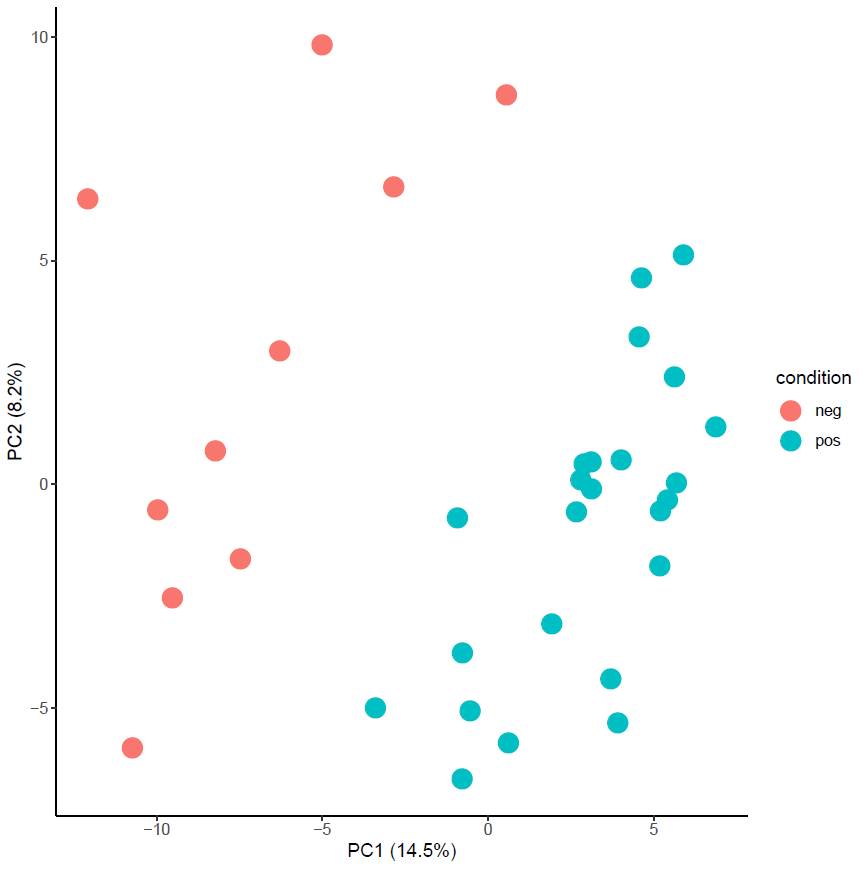 10
5
0
−5
PC2 (8.2%)
−10
−5
0
5
PC1 (14.5%)
condition
neg
pos